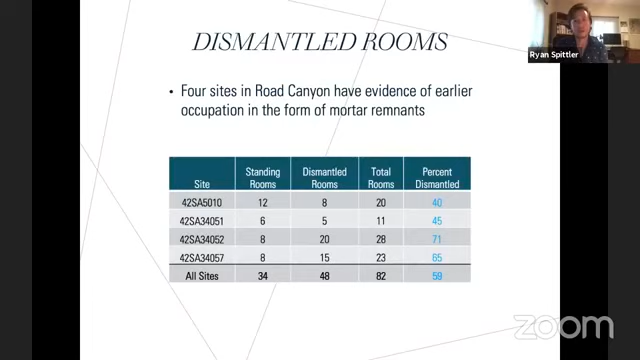 DISMANTLED ROOMS
Ryan Spittler
• Four sites in Road Canyon have evidence of earlier
occupation in the form of mortar remnants
Site Standing Rooms Dismantled Rooms Total Rooms Percent Dismantled
42SA5010 12 8 20 40
42SA34051 6 5 11 45
42SA34052 8 20 28 71
42SA34057 8 15 23 65
All Sites 34 48 82 59
zoom